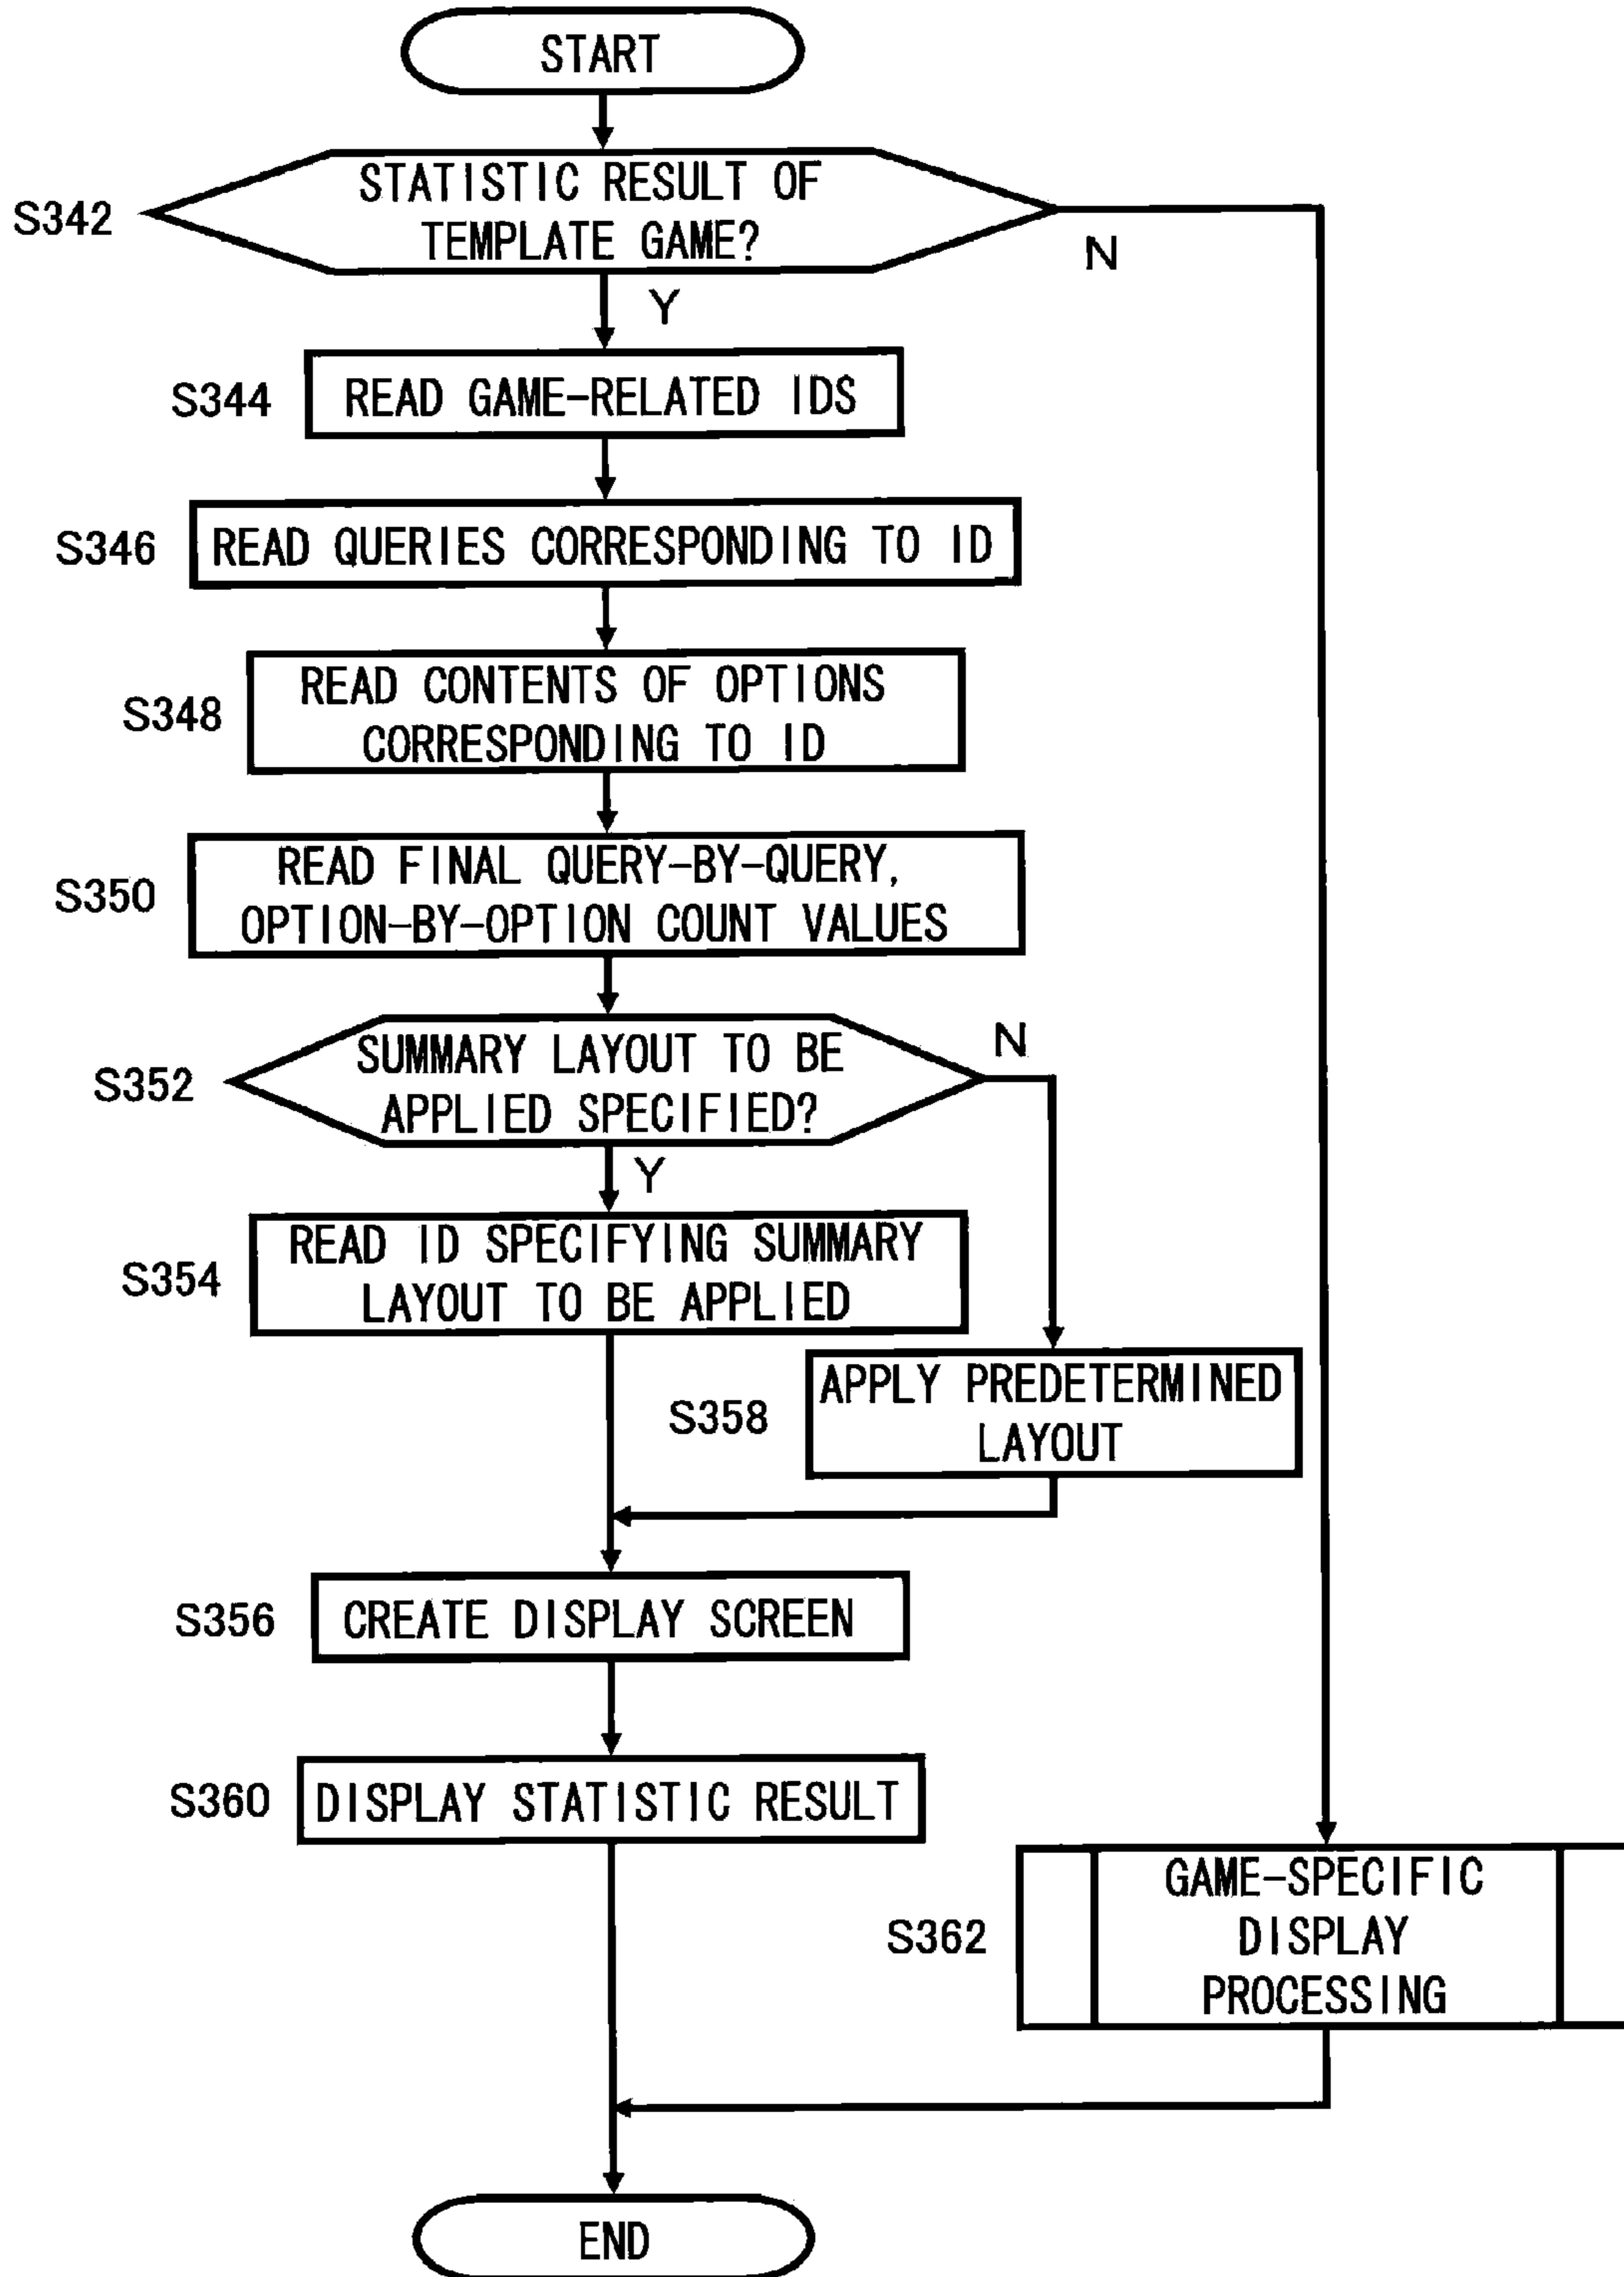 START
S342
STATISTIC RESULT OF
TEMPLATE GAME?
N
Y
S344
READ GAME-RELATED IDS
S346
READ QUERIES CORRESPONDING TO ID
S348
READ CONTENTS OF OPTIONS
CORRESPONDING TO ID
S350
READ FINAL QUERY-BY-QUERY,
OPTION-BY-OPTION COUNT VALUES
S352
SUMMARY LAYOUT TO BE
APPLIED SPECIFIED?
N
Y
S354
READ ID SPECIFYING SUMMARY
LAYOUT TO BE APPLIED
S358
APPLY PREDETERMINED
LAYOUT
S356
CREATE DISPLAY SCREEN
S360
DISPLAY STATISTIC RESULT
S362
GAME-SPECIFIC
DISPLAY
PROCESSING
END